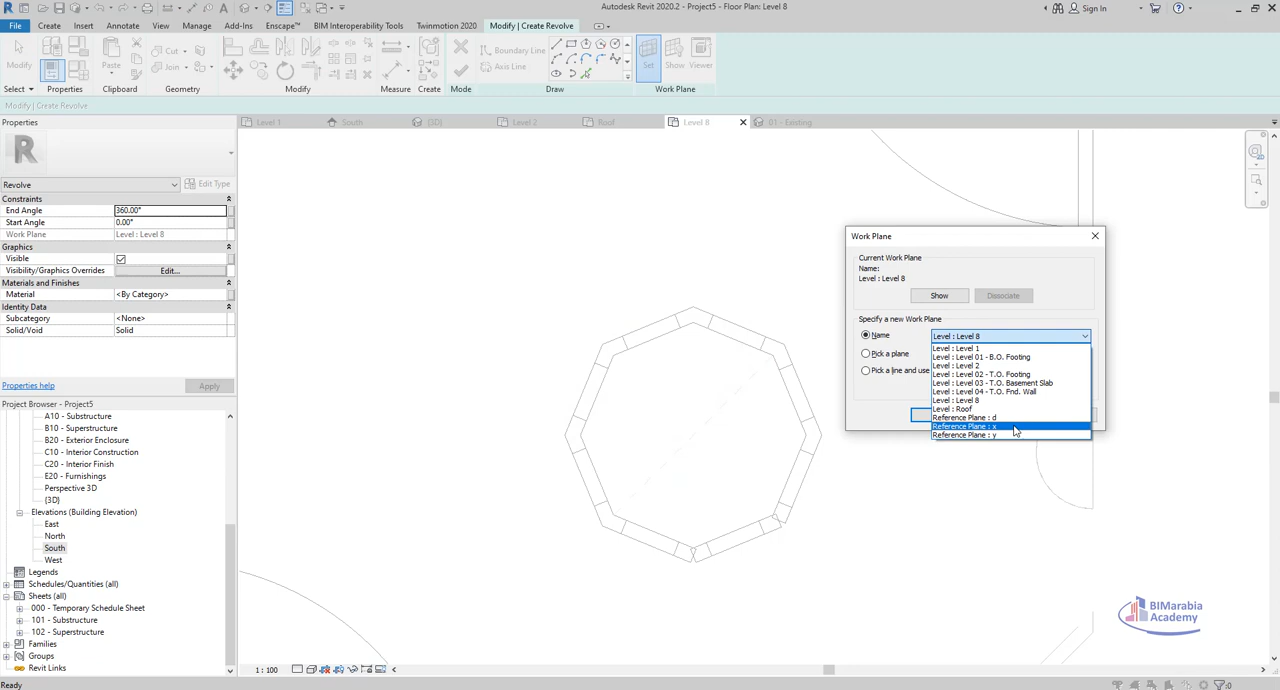 Autodesk Revit 2020.2 - Project5 - Floor Plan: Level 8
Sign In
File Create Insert Annotate View Manage Add-Ins Enscape™ BIM Interoperability Tools Twinmotion 2020 Modify | Create Revolve
Modify Paste Cut Join Boundary Line Axis Line Set Show Viewer
Select Properties Clipboard Geometry Modify Measure Create Mode Draw Work Plane
Modify | Create Revolve
Properties
Level 1 South {3D} Level 2 Roof Level 8 01 - Existing
Revolve Edit Type
Constraints
End Angle 360.00°
Start Angle 0.00°
Work Plane Level : Level 8
Graphics
Visible
Visibility/Graphics Overrides Edit...
Materials and Finishes
Material <By Category>
Identity Data
Subcategory <None>
Solid/Void Solid
Properties help Apply
Project Browser - Project5
A10 - Substructure
B10 - Superstructure
B20 - Exterior Enclosure
C10 - Interior Construction
C20 - Interior Finish
E20 - Furnishings
Perspective 3D
{3D}
Elevations (Building Elevation)
East
North
South
West
Legends
Schedules/Quantities (all)
Sheets (all)
000 - Temporary Schedule Sheet
101 - Substructure
102 - Superstructure
Families
Groups
Revit Links
Work Plane
Current Work Plane
Name:
Level : Level 8
Show Dissociate
Specify a new Work Plane
Name Level : Level 8
Pick a plane
Pick a line and use
Level : Level 1
Level : Level 01 - B.O. Footing
Level : Level 2
Level : Level 02 - T.O. Footing
Level : Level 03 - T.O. Basement Slab
Level : Level 04 - T.O. Fnd. Wall
Level : Level 8
Level : Roof
Reference Plane : d
Reference Plane : x
Reference Plane : y
BIMarabia
Academy
1 : 100
Ready
:0